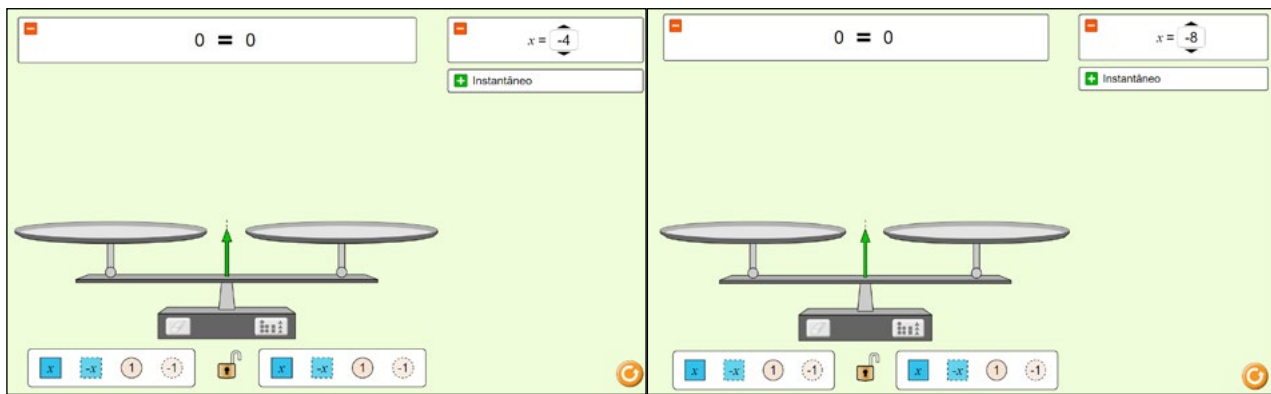 0 = 0
x = -4
Instantâneo
x -x 1 -1
x -x 1 -1
0 = 0
x = -8
Instantâneo
x -x 1 -1
x -x 1 -1